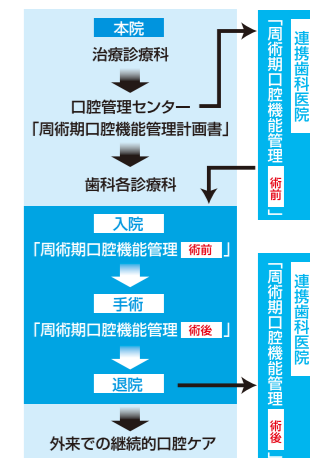 本院
治療診療科
口腔管理センター
「周術期口腔機能管理計画書」
歯科各診療科
入院
「周術期口腔機能管理 術前 」
手術
「周術期口腔機能管理 術後 」
退院
外来での継続的口腔ケア
連携歯科医院
「周術期口腔機能管理 術前 」
連携歯科医院
「周術期口腔機能管理 術後 」